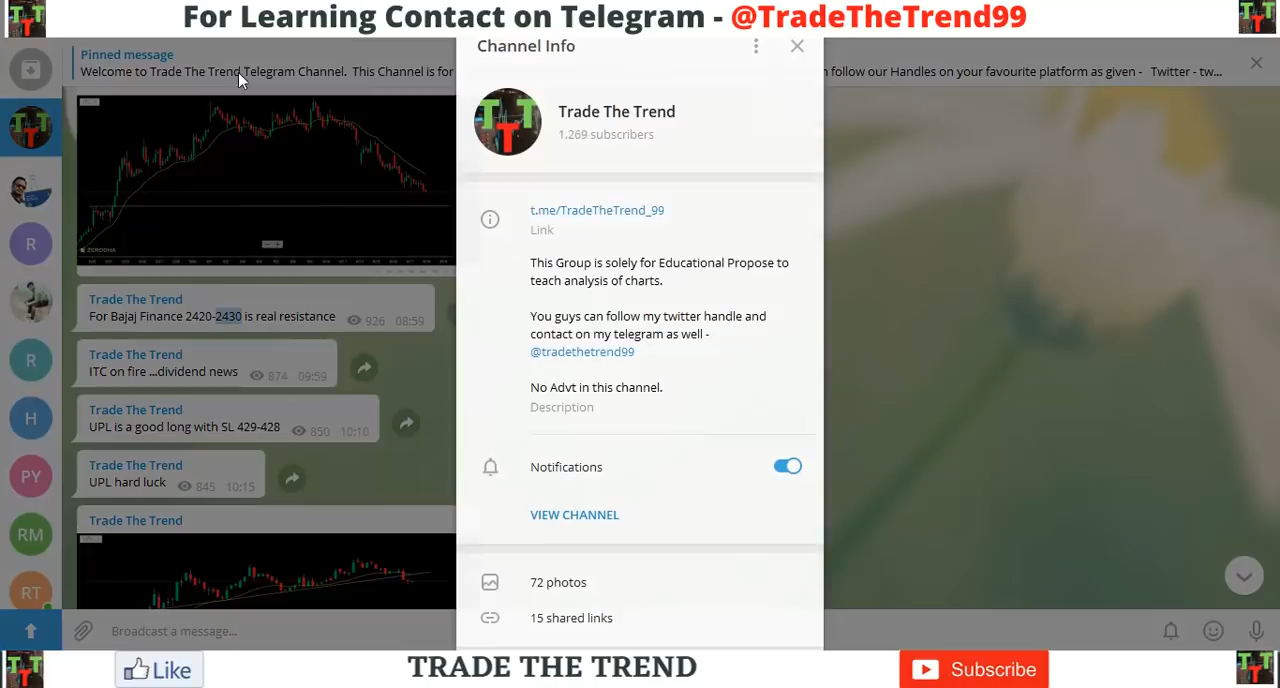 For Learning Contact on Telegram - @TradeTheTrend99
Pinned message
Welcome to Trade The Trend Telegram Channel. This Channel is for
n follow our Handles on your favourite platform as given - Twitter - tw...
Channel Info
TTT
Trade The Trend
1,269 subscribers
t.me/TradeTheTrend_99
Link
This Group is solely for Educational Propose to
teach analysis of charts.
You guys can follow my twitter handle and
contact on my telegram as well -
@tradethetrend99
No Advt in this channel.
Description
Notifications
VIEW CHANNEL
72 photos
15 shared links
ZERODHA
Trade The Trend
For Bajaj Finance 2420-2430 is real resistance 926 08:59
Trade The Trend
ITC on fire ...dividend news 874 09:59
Trade The Trend
UPL is a good long with SL 429-428 850 10:10
Trade The Trend
UPL hard luck 845 10:15
Trade The Trend
R
R
H
PY
RM
RT
Broadcast a message...
Like
TRADE THE TREND
Subscribe